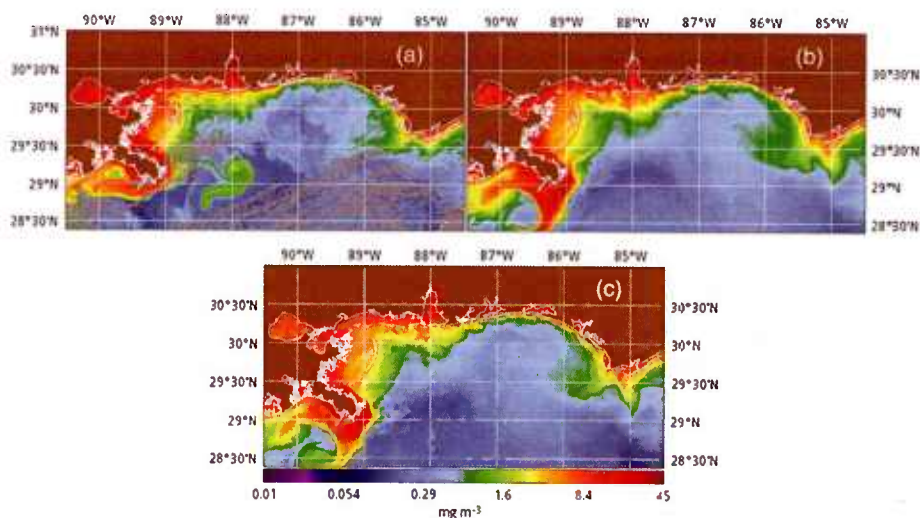 90°W 89°W 88°W 87°W 86°W 85°W 90°W 89°W 88°W 87°W 86°W 85°W
31°N
(a) (b)
30°30'N 30°30'N
30°N 30°N
29°30'N 29°30'N
29°N 29°N
28°30'N 28°30'N
90°W 89°W 88°W 87°W 86°W 85°W
(c)
30°30'N 30°30'N
30°N 30°N
29°30'N 29°30'N
29°N 29°N
28°30'N 28°30'N
0.01 0.054 0.29 1.6 8.4 45
mg m⁻³